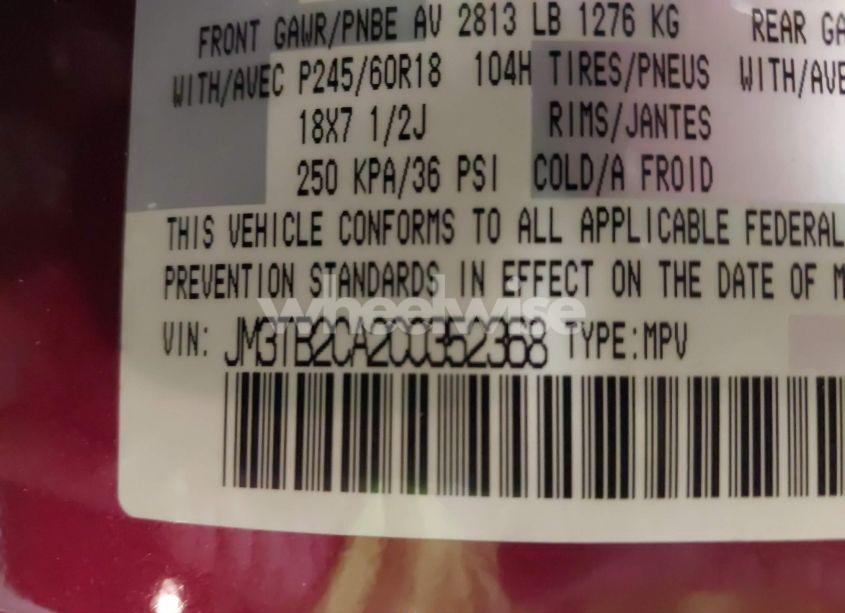 FRONT GAWR/PNBE AV 2813 LB 1276 KG REAR GA
WITH/AVEC P245/60R18 104H TIRES/PNEUS WITH/AVE
18X7 1/2J RIMS/JANTES
250 KPA/36 PSI COLD/A FROID
THIS VEHICLE CONFORMS TO ALL APPLICABLE FEDERAL
PREVENTION STANDARDS IN EFFECT ON THE DATE OF M
wheelwise
VIN: JM3TB2CA2C0352368 TYPE:MPV